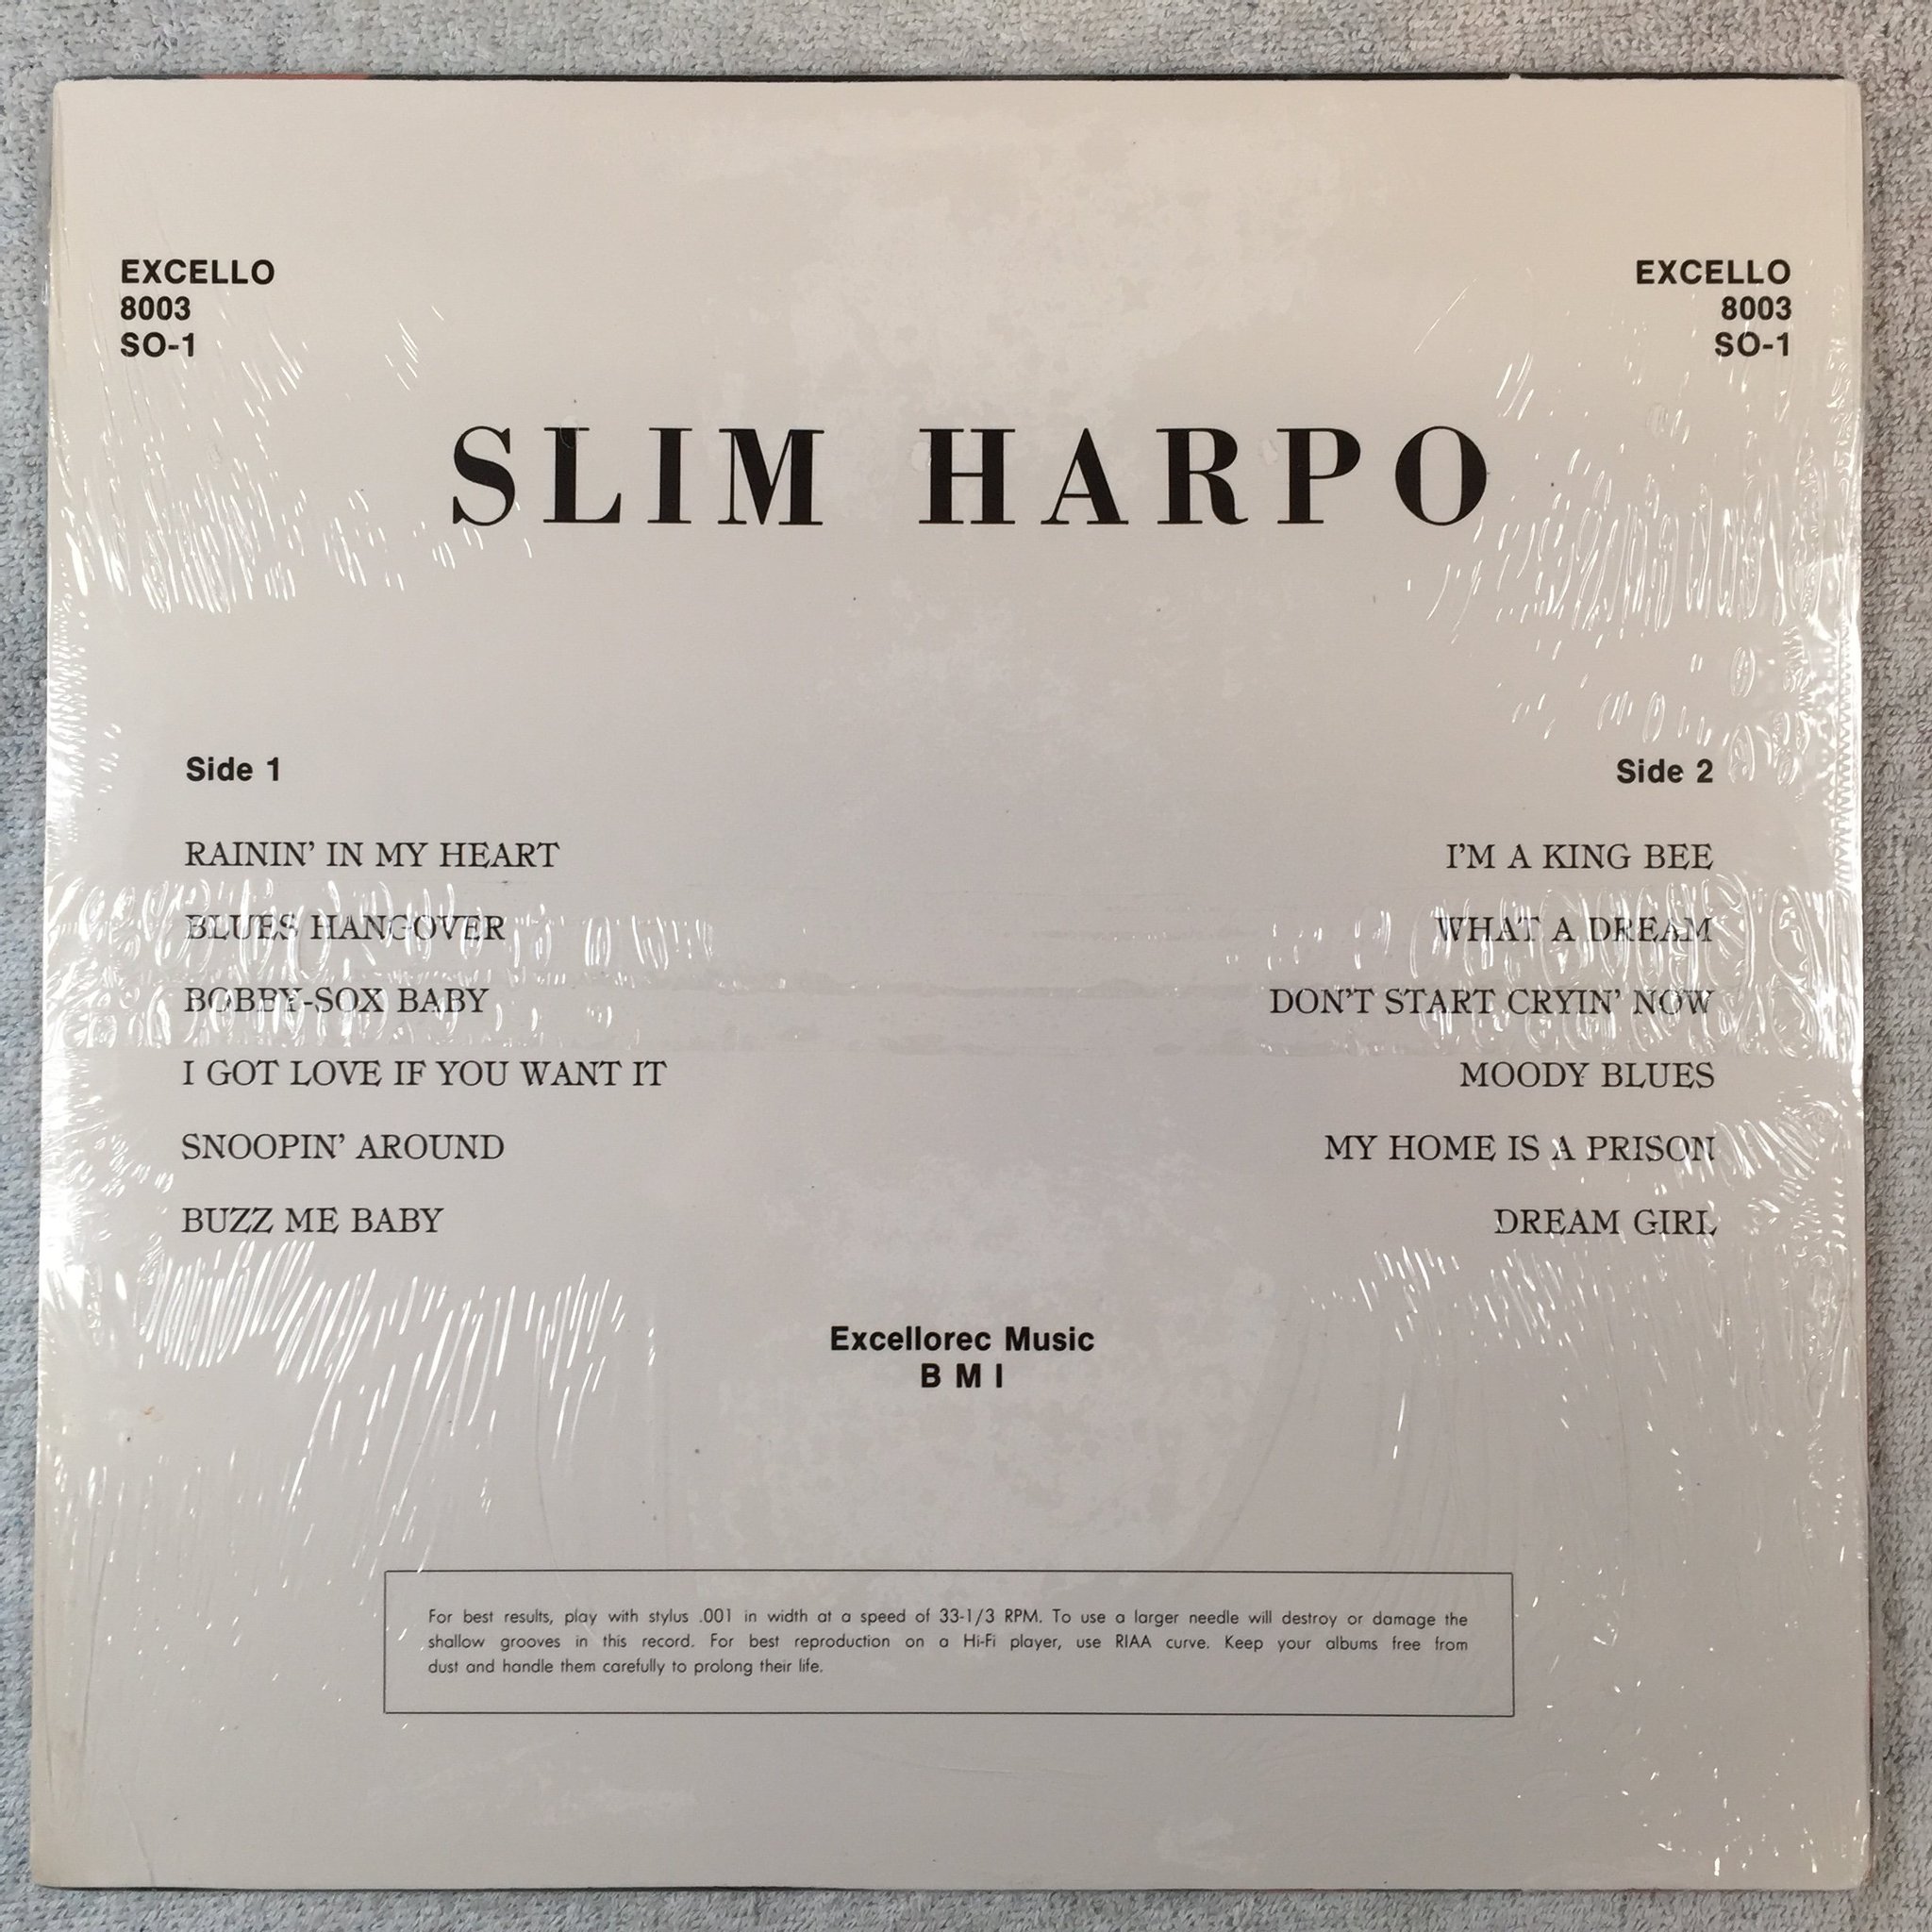 EXCELLO
8003
SO-1
EXCELLO
8003
SO-1
SLIM HARPO
Side 1
RAININ' IN MY HEART
BLUES HANGOVER
BOBBY-SOX BABY
I GOT LOVE IF YOU WANT IT
SNOOPIN' AROUND
BUZZ ME BABY
Side 2
I'M A KING BEE
WHAT A DREAM
DON'T START CRYIN' NOW
MOODY BLUES
MY HOME IS A PRISON
DREAM GIRL
Excellorec Music
B M I
For best results, play with stylus .001 in width at a speed of 33-1/3 RPM. To use a larger needle will destroy or damage the
shallow grooves in this record. For best reproduction on a Hi-Fi player, use RIAA curve. Keep your albums free from
dust and handle them carefully to prolong their life.